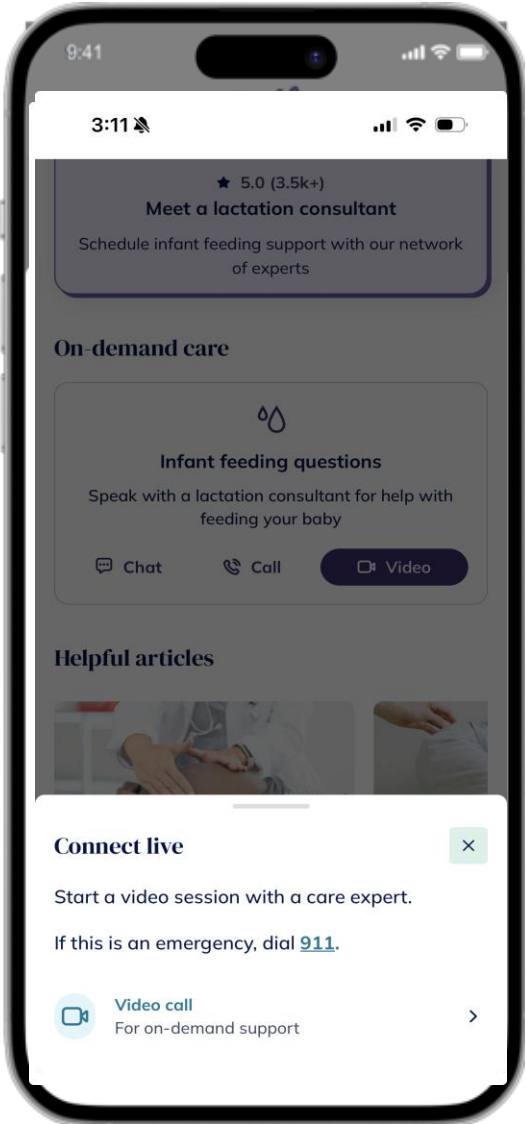 9:41
3:11
★ 5.0 (3.5k+)
Meet a lactation consultant
Schedule infant feeding support with our network
of experts
On-demand care
Infant feeding questions
Speak with a lactation consultant for help with
feeding your baby
Chat
Call
Video
Helpful articles
Connect live
Start a video session with a care expert.
If this is an emergency, dial 911.
Video call
For on-demand support